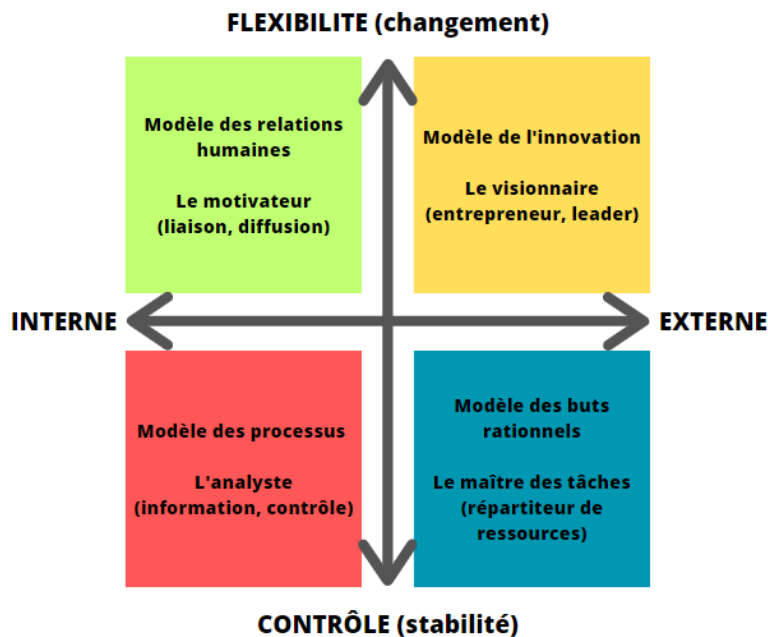 FLEXIBILITE (changement)
Modèle des relations
humaines
Le motivateur
(liaison, diffusion)
Modèle de l'innovation
Le visionnaire
(entrepreneur, leader)
INTERNE
EXTERNE
Modèle des processus
L'analyste
(information, contrôle)
Modèle des buts
rationnels
Le maître des tâches
(répartiteur de
ressources)
CONTRÔLE (stabilité)